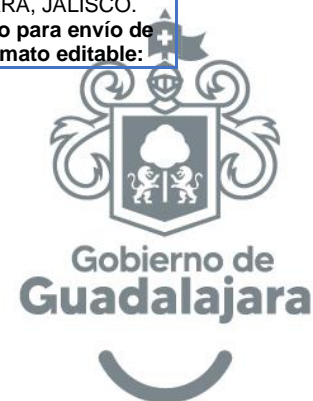 RA, JALISCO.
o para envío de
mato editable:
Gobierno de
Guadalajara